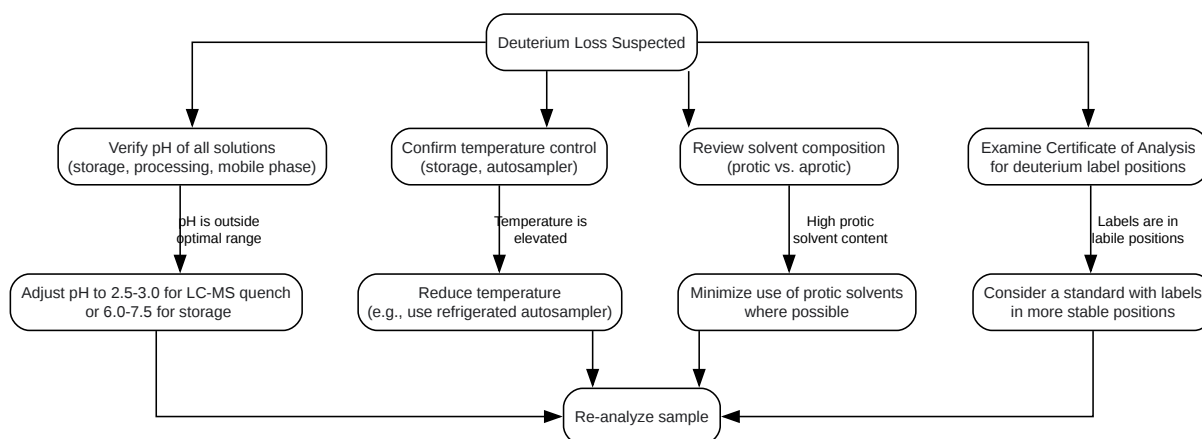 Deuterium Loss Suspected
Verify pH of all solutions
(storage, processing, mobile phase)
Confirm temperature control
(storage, autosampler)
Review solvent composition
(protic vs. aprotic)
Examine Certificate of Analysis
for deuterium label positions
pH is outside
optimal range
Temperature is
elevated
High protic
solvent content
Labels are in
labile positions
Adjust pH to 2.5-3.0 for LC-MS quench
or 6.0-7.5 for storage
Reduce temperature
(e.g., use refrigerated autosampler)
Minimize use of protic solvents
where possible
Consider a standard with labels
in more stable positions
Re-analyze sample